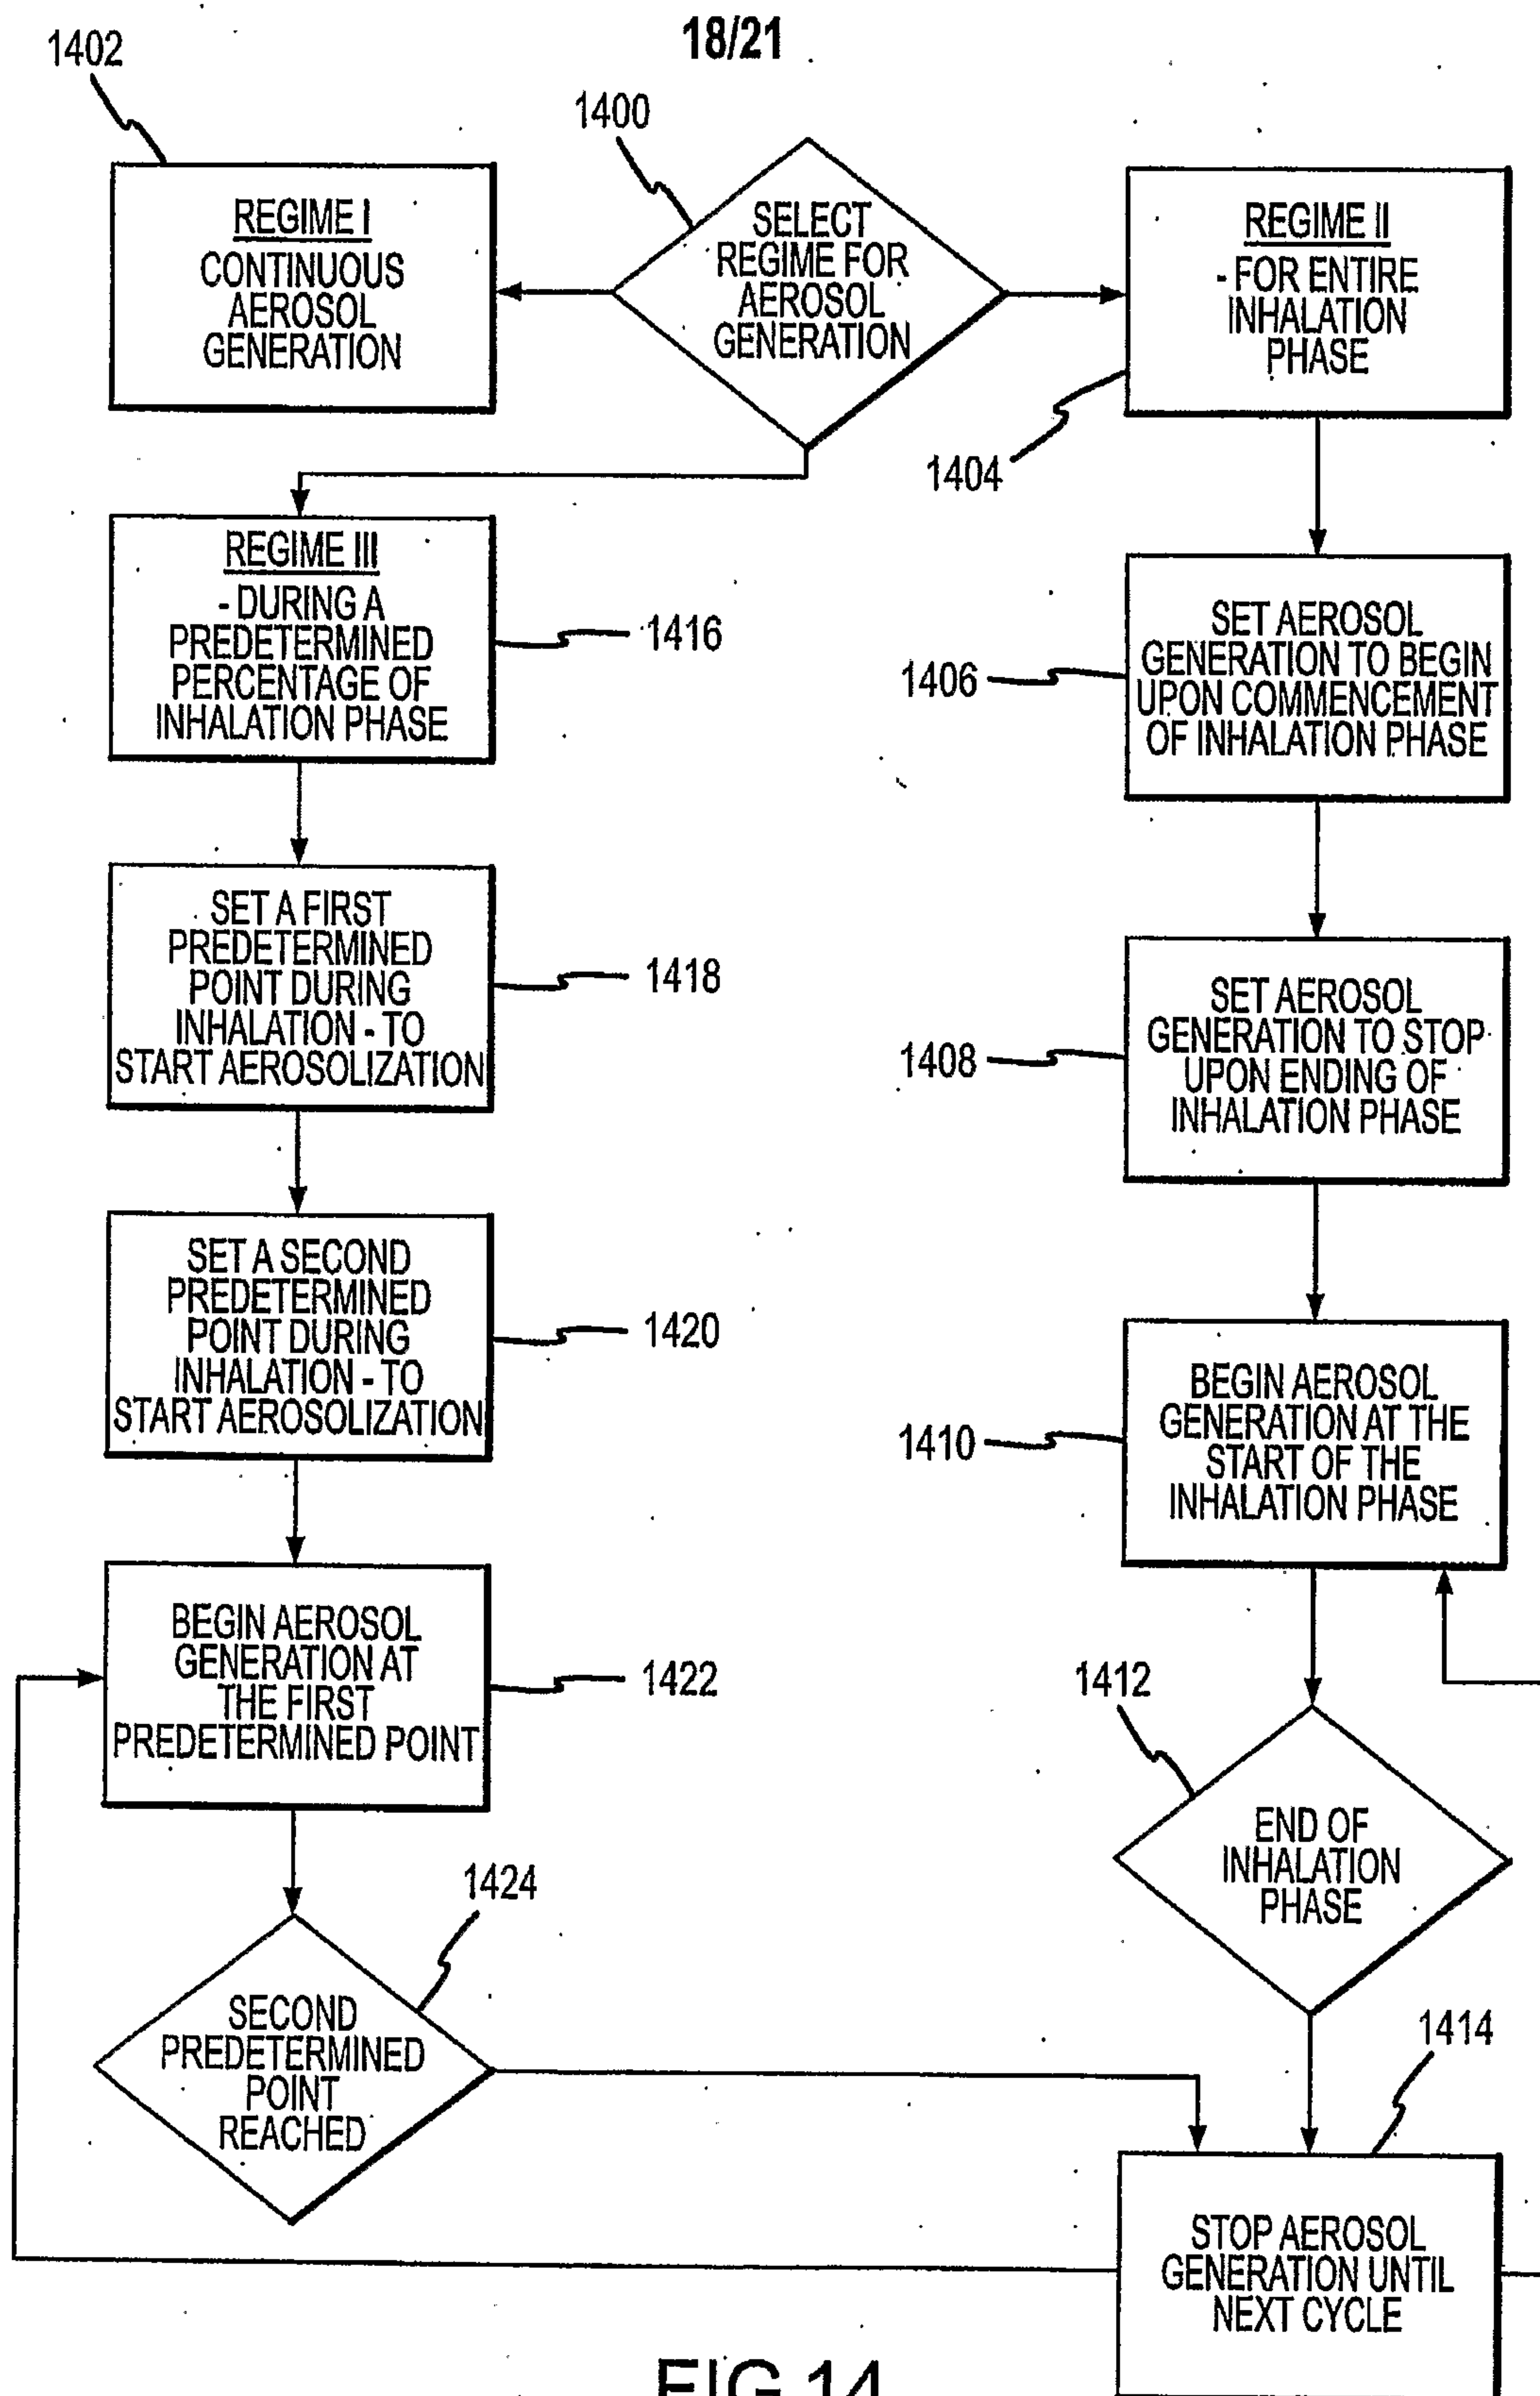 18/21
1402
1400
REGIME I
CONTINUOUS
AEROSOL
GENERATION
SELECT
REGIME FOR
AEROSOL
GENERATION
REGIME II
- FOR ENTIRE
INHALATION
PHASE
1404
REGIME III
- DURING A
PREDETERMINED
PERCENTAGE OF
INHALATION PHASE
1416
SET AEROSOL
GENERATION TO BEGIN
UPON COMMENCEMENT
OF INHALATION PHASE
1406
SET A FIRST
PREDETERMINED
POINT DURING
INHALATION - TO
START AEROSOLIZATION
1418
SET AEROSOL
GENERATION TO STOP
UPON ENDING OF
INHALATION PHASE
1408
SET A SECOND
PREDETERMINED
POINT DURING
INHALATION - TO
START AEROSOLIZATION
1420
BEGIN AEROSOL
GENERATION AT THE
START OF THE
INHALATION PHASE
1410
BEGIN AEROSOL
GENERATION AT
THE FIRST
PREDETERMINED POINT
1422
1412
END OF
INHALATION
PHASE
1424
SECOND
PREDETERMINED
POINT
REACHED
1414
STOP AEROSOL
GENERATION UNTIL
NEXT CYCLE
FIG.14